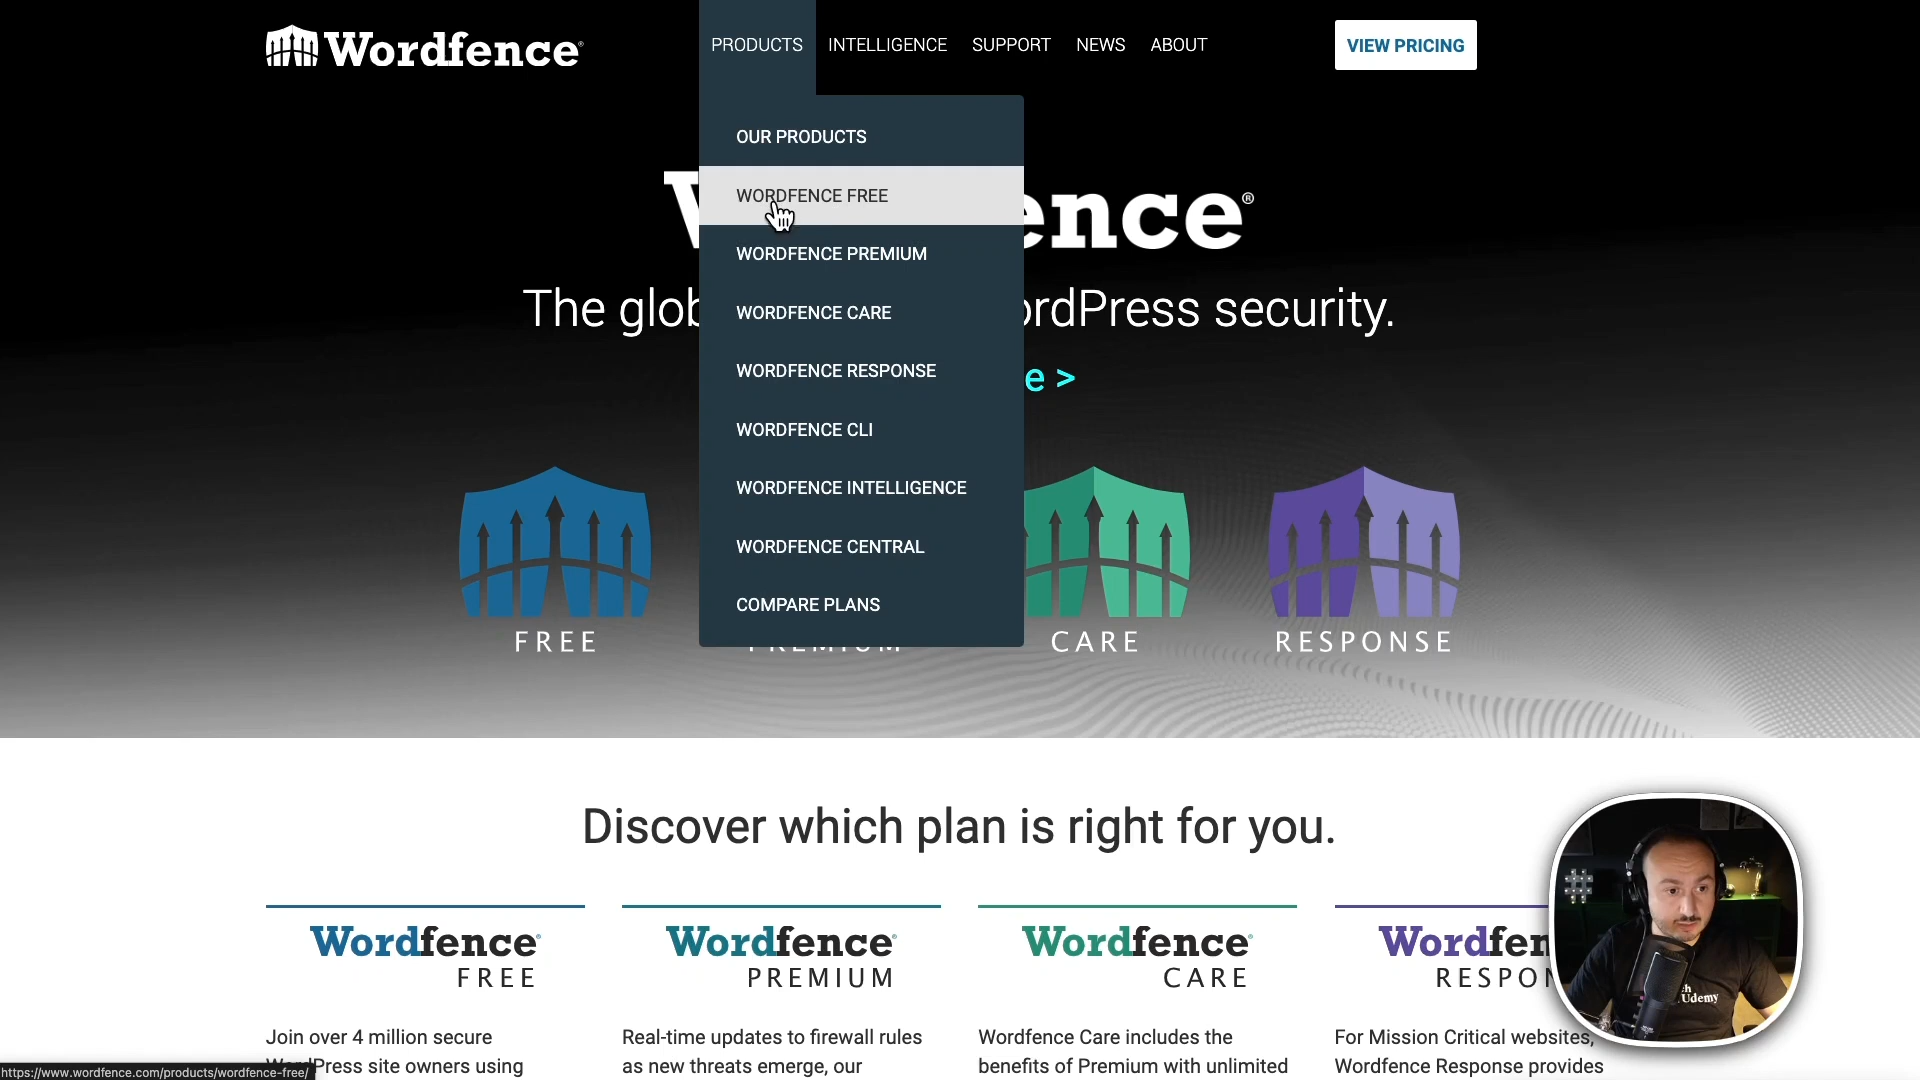 Wordfence®
PRODUCTS INTELLIGENCE SUPPORT NEWS ABOUT
VIEW PRICING
OUR PRODUCTS
WORDFENCE FREE
WORDFENCE PREMIUM
WORDFENCE CARE
WORDFENCE RESPONSE
WORDFENCE CLI
WORDFENCE INTELLIGENCE
WORDFENCE CENTRAL
COMPARE PLANS
ence®
The glob ordPress security.
e >
FREE
CARE
RESPONSE
Discover which plan is right for you.
Wordfence®
FREE
Wordfence®
PREMIUM
Wordfence®
CARE
Wordfen
RESPON
Join over 4 million secure
Press site owners using
Real-time updates to firewall rules
as new threats emerge, our
Wordfence Care includes the
benefits of Premium with unlimited
For Mission Critical websites,
Wordfence Response provides
https://www.wordfence.com/products/wordfence-free/
Udemy